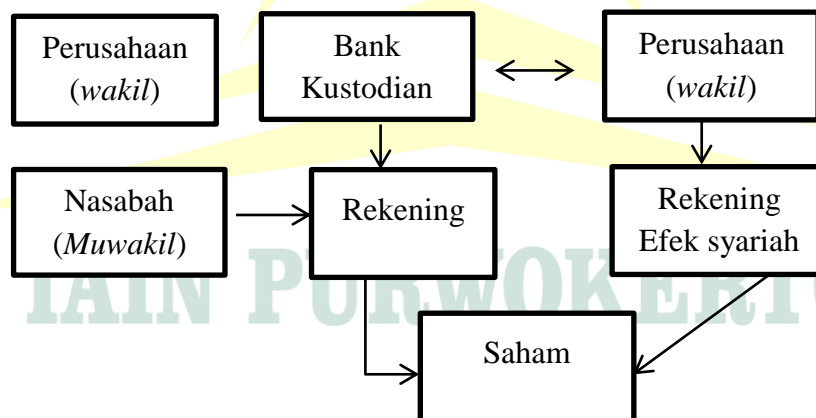 Perusahaan
(wakil)
Bank
Kustodian
Perusahaan
(wakil)
Nasabah
(Muwakil)
Rekening
Rekening
Efek syariah
IAIN PURWOKERTO
Saham